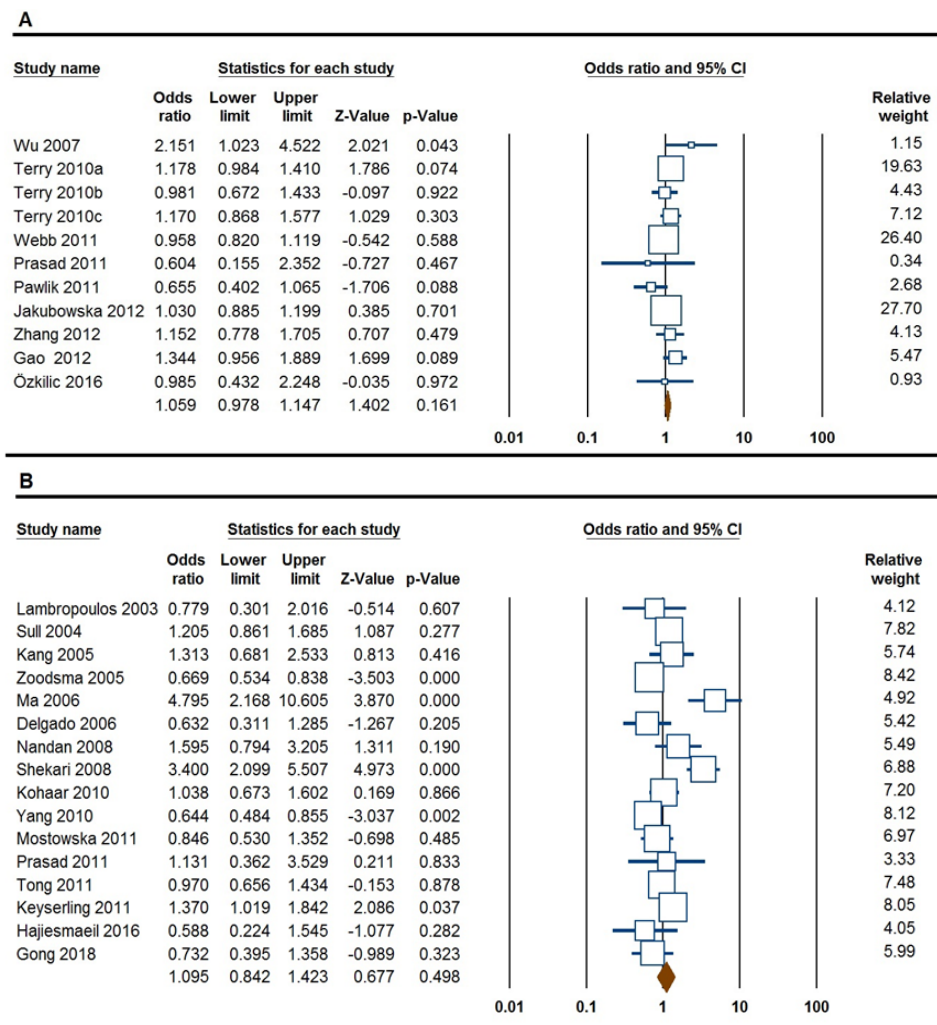 A
Study name Statistics for each study Odds ratio and 95% CI
Odds ratio Lower limit Upper limit Z-Value p-Value Relative weight
Wu 2007 2.151 1.023 4.522 2.021 0.043 1.15
Terry 2010a 1.178 0.984 1.410 1.786 0.074 19.63
Terry 2010b 0.981 0.672 1.433 -0.097 0.922 4.43
Terry 2010c 1.170 0.868 1.577 1.029 0.303 7.12
Webb 2011 0.958 0.820 1.119 -0.542 0.588 26.40
Prasad 2011 0.604 0.155 2.352 -0.727 0.467 0.34
Pawlik 2011 0.655 0.402 1.065 -1.706 0.088 2.68
Jakubowska 2012 1.030 0.885 1.199 0.385 0.701 27.70
Zhang 2012 1.152 0.778 1.705 0.707 0.479 4.13
Gao 2012 1.344 0.956 1.889 1.699 0.089 5.47
Özkilic 2016 0.985 0.432 2.248 -0.035 0.972 0.93
1.059 0.978 1.147 1.402 0.161
0.01 0.1 1 10 100
B
Study name Statistics for each study Odds ratio and 95% CI
Odds ratio Lower limit Upper limit Z-Value p-Value Relative weight
Lambropoulos 2003 0.779 0.301 2.016 -0.514 0.607 4.12
Sull 2004 1.205 0.861 1.685 1.087 0.277 7.82
Kang 2005 1.313 0.681 2.533 0.813 0.416 5.74
Zoodsma 2005 0.669 0.534 0.838 -3.503 0.000 8.42
Ma 2006 4.795 2.168 10.605 3.870 0.000 4.92
Delgado 2006 0.632 0.311 1.285 -1.267 0.205 5.42
Nandan 2008 1.595 0.794 3.205 1.311 0.190 5.49
Shekari 2008 3.400 2.099 5.507 4.973 0.000 6.88
Kohaar 2010 1.038 0.673 1.602 0.169 0.866 7.20
Yang 2010 0.644 0.484 0.855 -3.037 0.002 8.12
Mostowska 2011 0.846 0.530 1.352 -0.698 0.485 6.97
Prasad 2011 1.131 0.362 3.529 0.211 0.833 3.33
Tong 2011 0.970 0.656 1.434 -0.153 0.878 7.48
Keyserling 2011 1.370 1.019 1.842 2.086 0.037 8.05
Hajiesmaeil 2016 0.588 0.224 1.545 -1.077 0.282 4.05
Gong 2018 0.732 0.395 1.358 -0.989 0.323 5.99
1.095 0.842 1.423 0.677 0.498
0.01 0.1 1 10 100